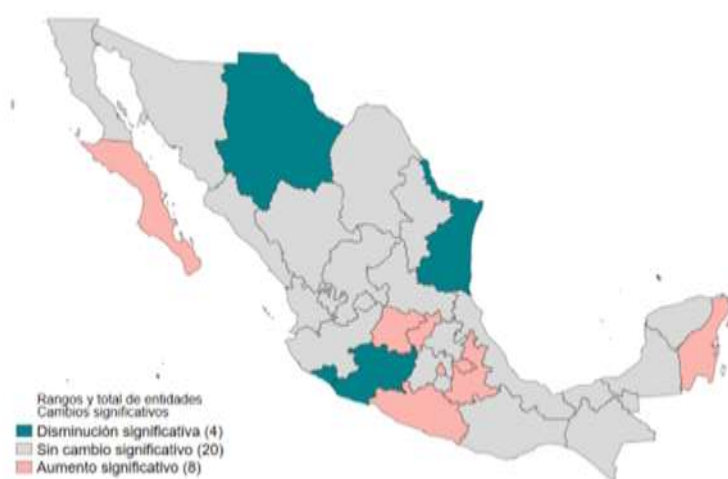 Rangos y total de entidades
Cambios significativos
Disminución significativa (4)
Sin cambio significativo (20)
Aumento significativo (8)